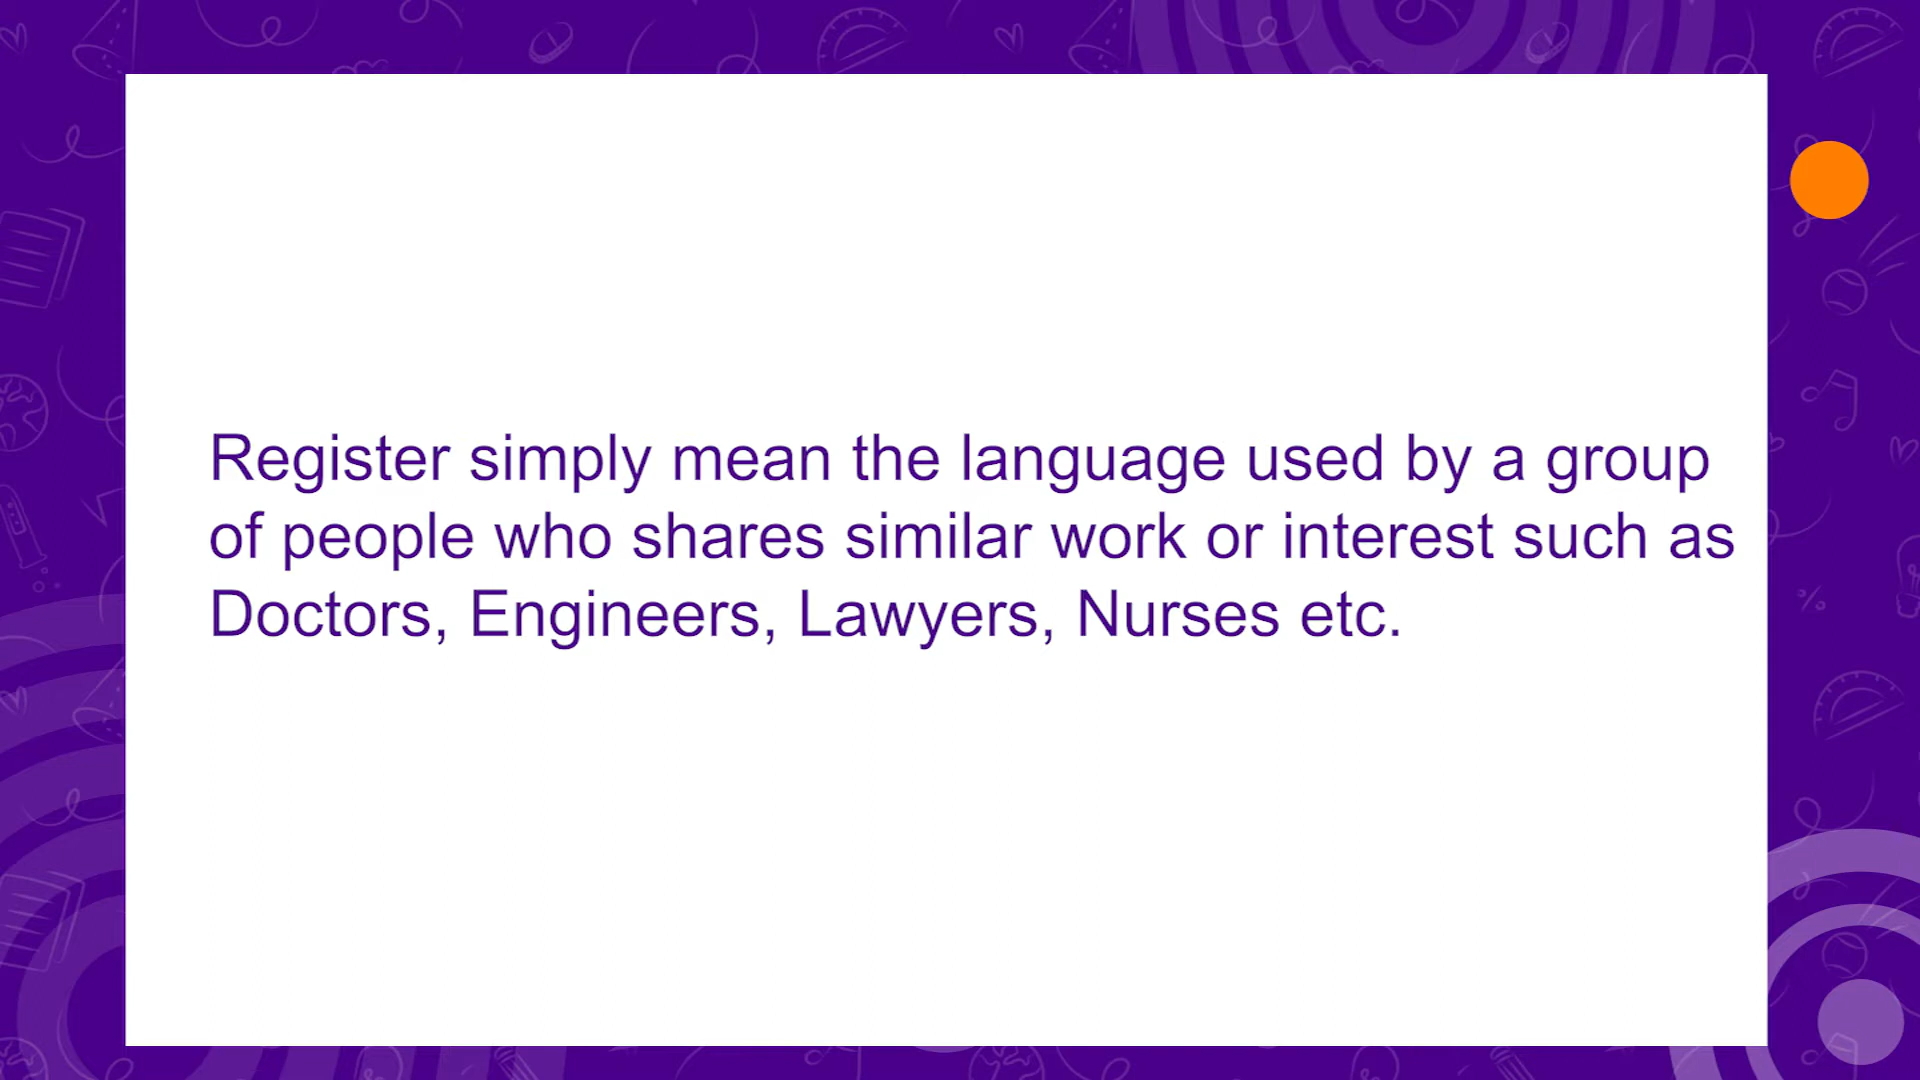 Register simply mean the language used by a group
of people who shares similar work or interest such as
Doctors, Engineers, Lawyers, Nurses etc.